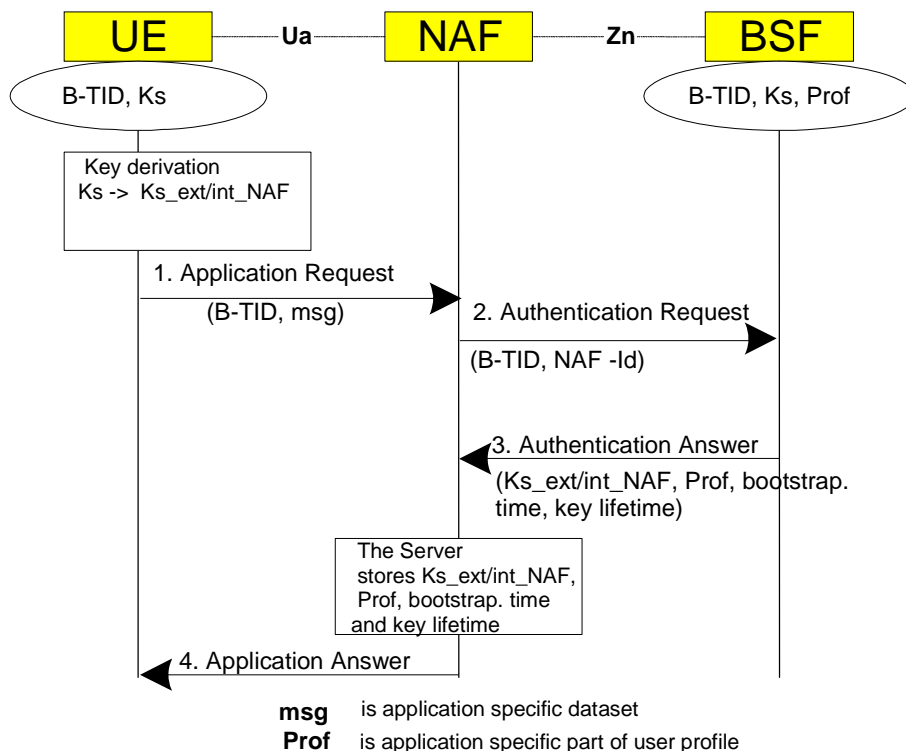 UE Ua NAF Zn BSF
B-TID, Ks
B-TID, Ks, Prof
Key derivation
Ks -> Ks_ext/int_NAF
1. Application Request
(B-TID, msg)
2. Authentication Request
(B-TID, NAF -Id)
3. Authentication Answer
(Ks_ext/int_NAF, Prof, bootstrap.
time, key lifetime)
The Server
stores Ks_ext/int_NAF,
Prof, bootstrap. time
and key lifetime
4. Application Answer
msg is application specific dataset
Prof is application specific part of user profile